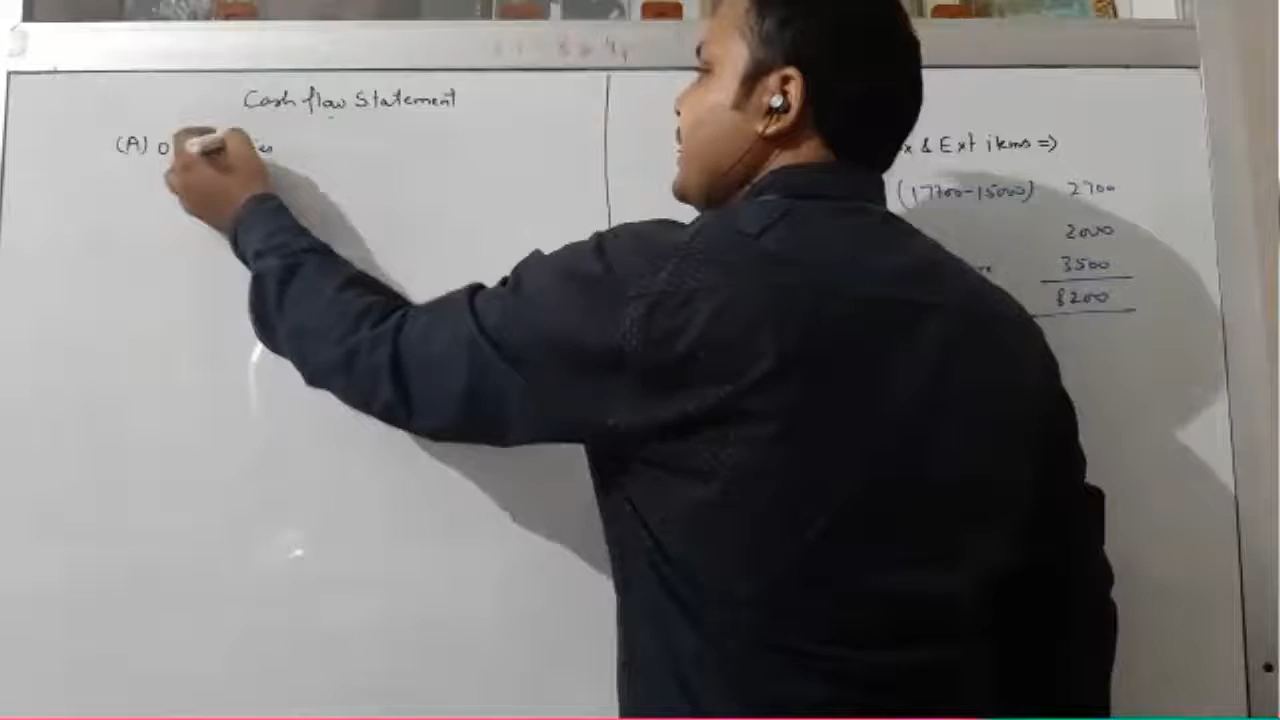 Cash flow Statement
(A)
& Ext items =>
(17700-15000) 2700
2000
3500
8200